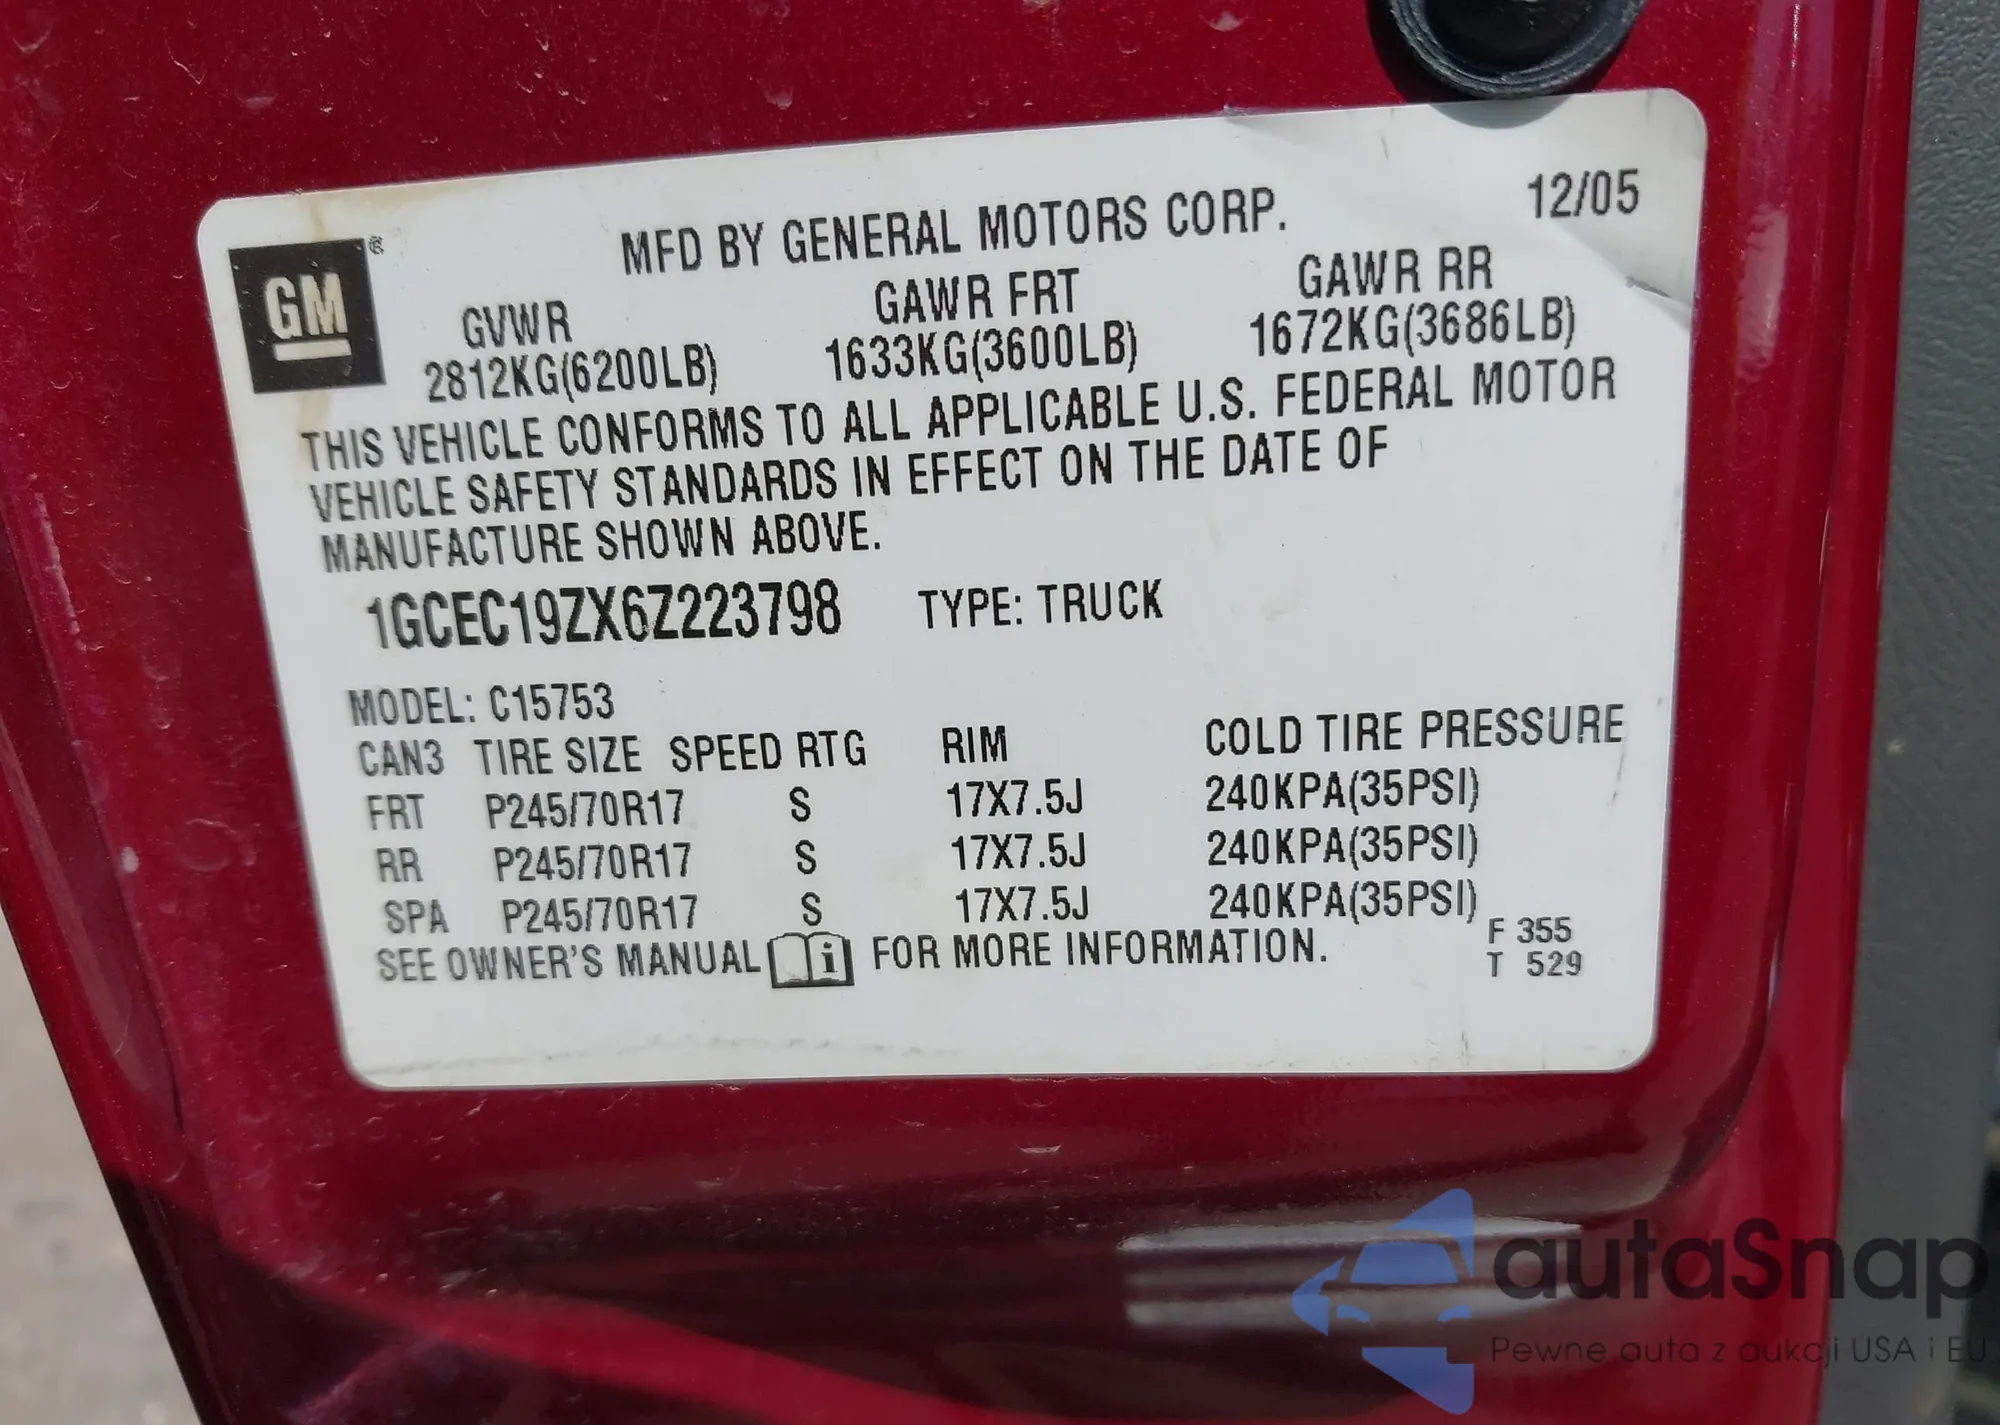 MFD BY GENERAL MOTORS CORP. 12/05
GM®
GVWR GAWR FRT GAWR RR
2812KG(6200LB) 1633KG(3600LB) 1672KG(3686LB)
THIS VEHICLE CONFORMS TO ALL APPLICABLE U.S. FEDERAL MOTOR
VEHICLE SAFETY STANDARDS IN EFFECT ON THE DATE OF
MANUFACTURE SHOWN ABOVE.
1GCEC19ZX6Z223798 TYPE: TRUCK
MODEL: C15753
CAN3 TIRE SIZE SPEED RTG RIM COLD TIRE PRESSURE
FRT P245/70R17 S 17X7.5J 240KPA(35PSI)
RR P245/70R17 S 17X7.5J 240KPA(35PSI)
SPA P245/70R17 S 17X7.5J 240KPA(35PSI)
SEE OWNER'S MANUAL i FOR MORE INFORMATION.
F 355
T 529
autaSnap
Pewne auta z aukcji USA i EU